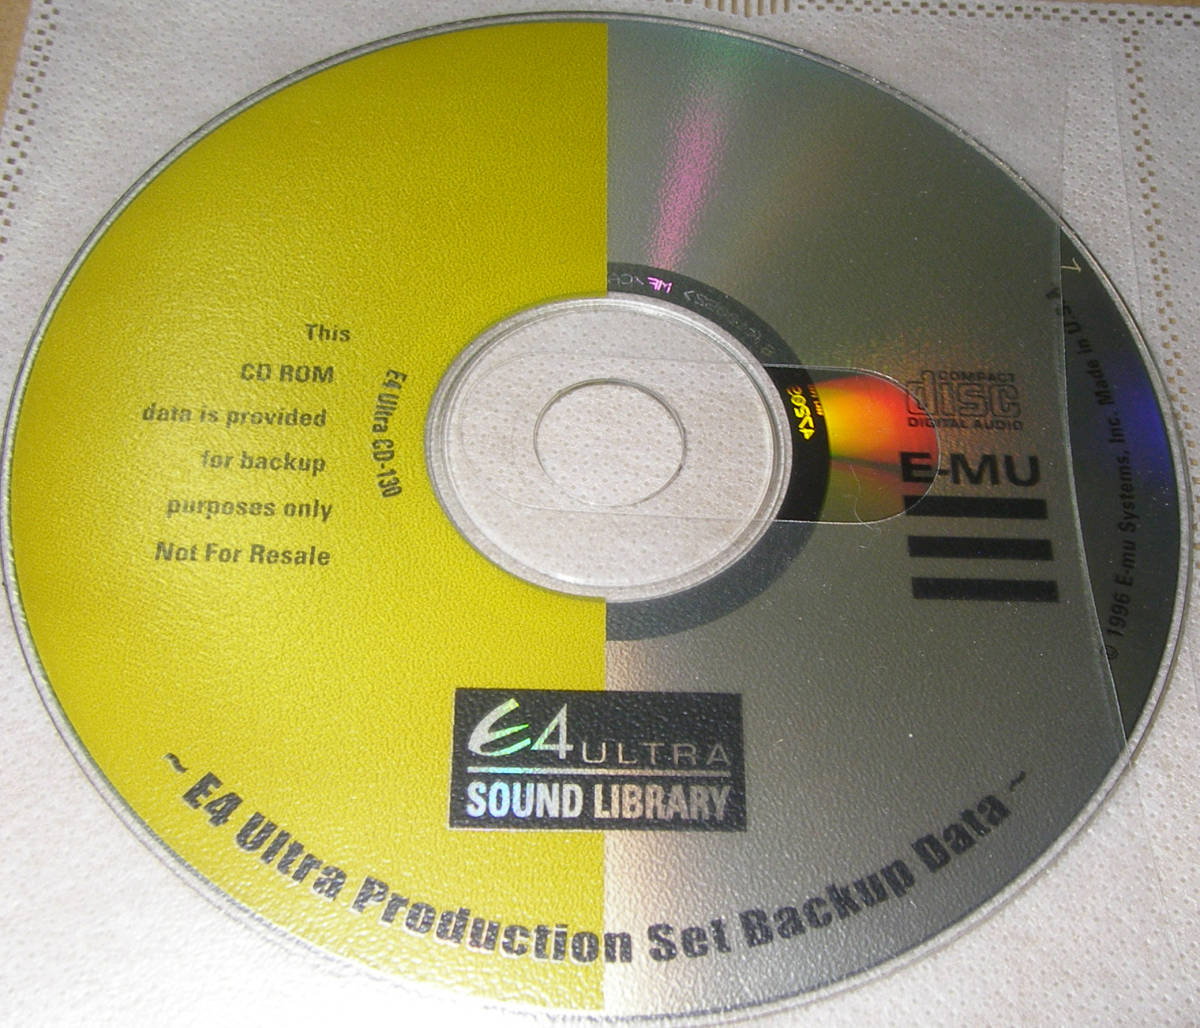 This
CD ROM
data is provided
for backup
purposes only
Not For Resale
E4 Ultra CD-130
COMPACT
disc
DIGITAL AUDIO
E-MU
© 1996 E-mu Systems, Inc. Made in U.S.A.
E4 ULTRA
SOUND LIBRARY
~ E4 Ultra Production Set Backup Data ~